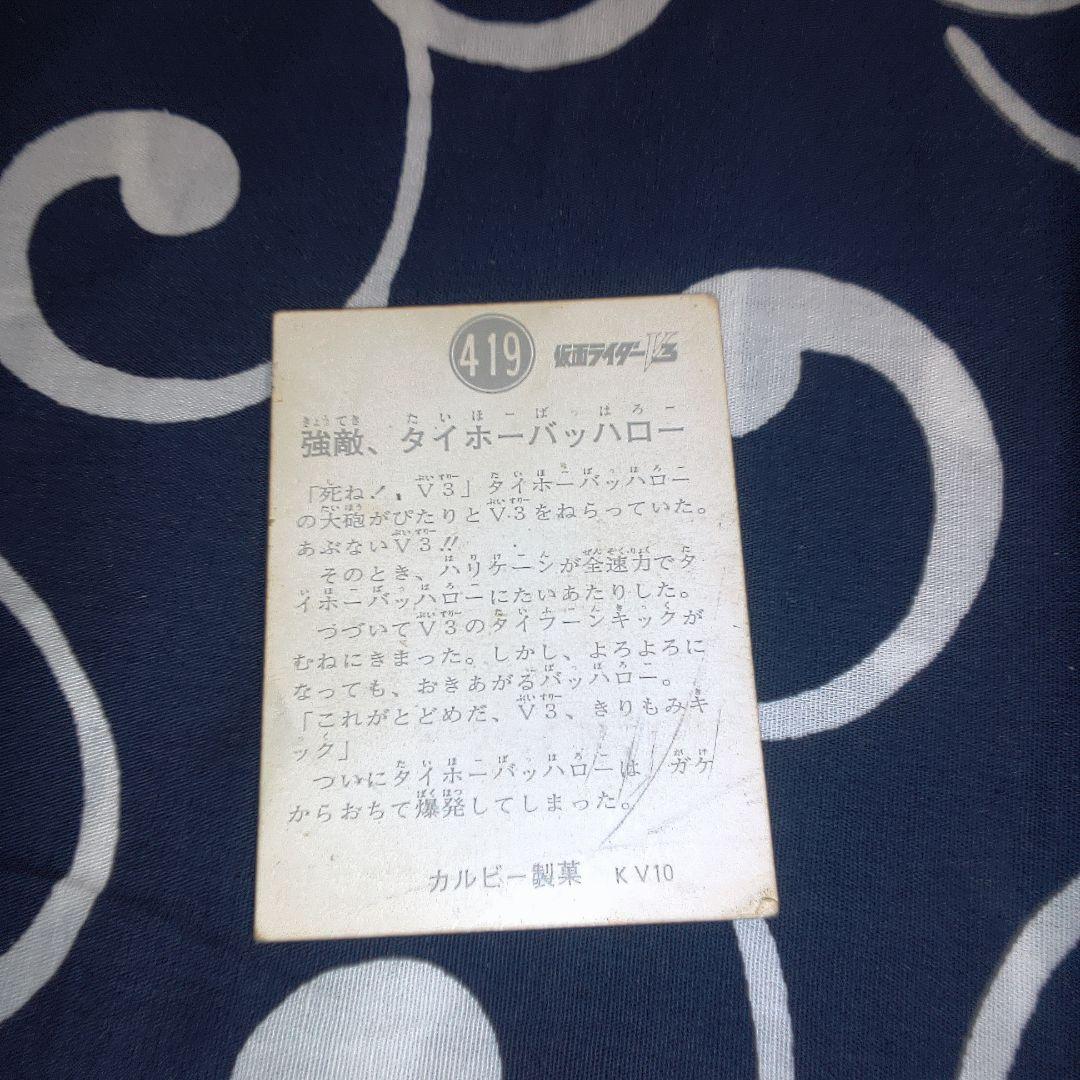 419 仮面ライダーV3
強敵、タイホーバッハロー
「死ね!、V3」タイホーバッハロー
の大砲がぴたりとV3をねらっていた。
あぶないV3!!
そのとき、ハリケーンが全速力でタ
イホーバッハローにたいあたりした。
つづいてV3のタイフーンキックが
むねにきまった。しかし、よろよろに
なっても、おきあがるバッハロー。
「これがとどめだ、V3、きりもみキ
ック」
ついにタイホーバッハローは ガケ
からおちて爆発してしまった。
カルビー製菓 KV10